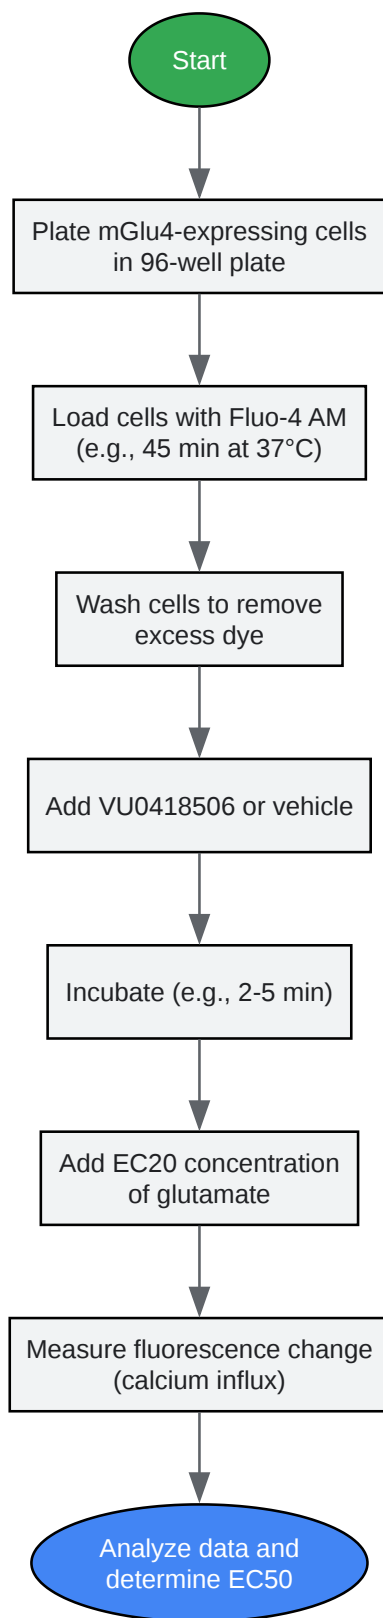 Start
Plate mGlu4-expressing cells
in 96-well plate
Load cells with Fluo-4 AM
(e.g., 45 min at 37°C)
Wash cells to remove
excess dye
Add VU0418506 or vehicle
Incubate (e.g., 2-5 min)
Add EC20 concentration
of glutamate
Measure fluorescence change
(calcium influx)
Analyze data and
determine EC50